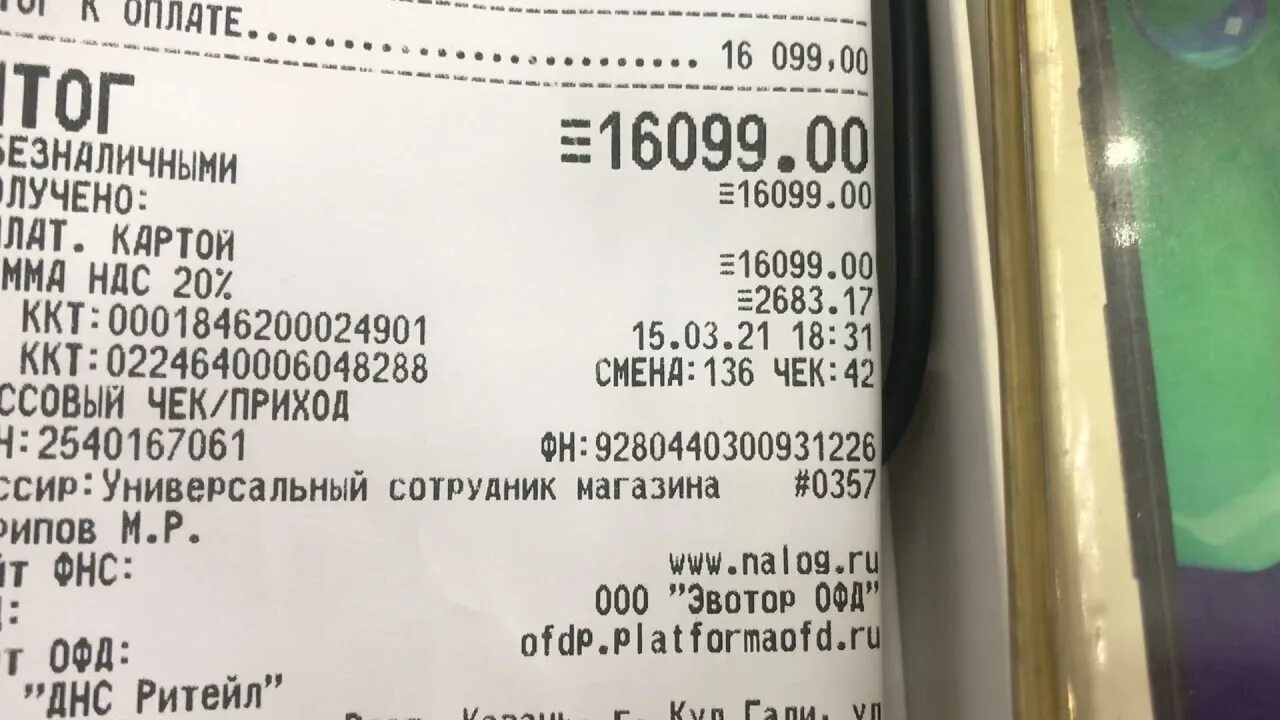 К ОПЛАТЕ
16 099,00
ИТОГ ≡16099.00
БЕЗНАЛИЧНЫМИ ≡16099.00
ОЛУЧЕНО:
ЛАТ. КАРТОЙ ≡16099.00
ММА НДС 20% ≡2683.17
ККТ:0001846200024901 15.03.21 18:31
ККТ:0224640006048288 СМЕНА:136 ЧЕК:42
ССОВЫЙ ЧЕК/ПРИХОД
Н:2540167061 ФН:9280440300931226
ссир:Универсальный сотрудник магазина #0357
рипов М.Р.
йт ФНС: www.nalog.ru
Д: ООО "Эвотор ОФД"
т ОФД: ofdp.platformaofd.ru
"ДНС Ритейл"
Казань, г, Кул Гали, ул